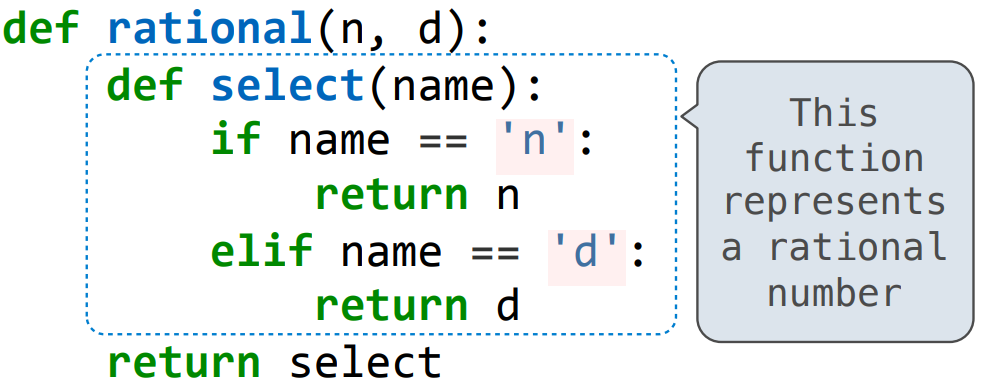 def rational(n, d):
    def select(name):
        if name == 'n':
            return n
        elif name == 'd':
            return d
    return select
This
function
represents
a rational
number